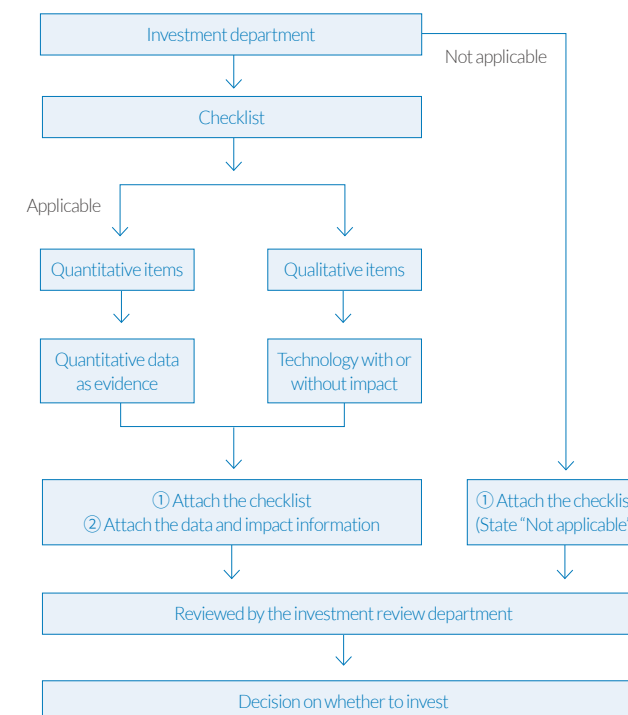 Investment department
Not applicable
Checklist
Applicable
Quantitative items
Qualitative items
Quantitative data
as evidence
Technology with or
without impact
① Attach the checklist
② Attach the data and impact information
① Attach the checklis
(State “Not applicable”
Reviewed by the investment review department
Decision on whether to invest